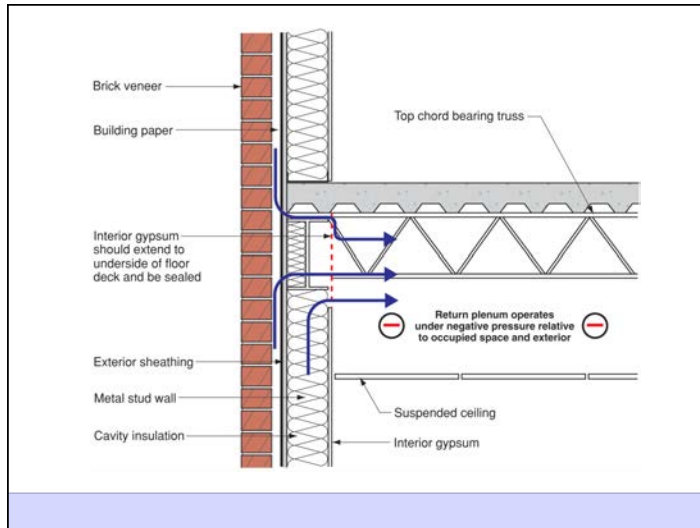 Brick veneer
Building paper
Top chord bearing truss
Interior gypsum
should extend to
underside of floor
deck and be sealed
Return plenum operates
under negative pressure relative
to occupied space and exterior
Exterior sheathing
Metal stud wall
Suspended ceiling
Cavity insulation
Interior gypsum